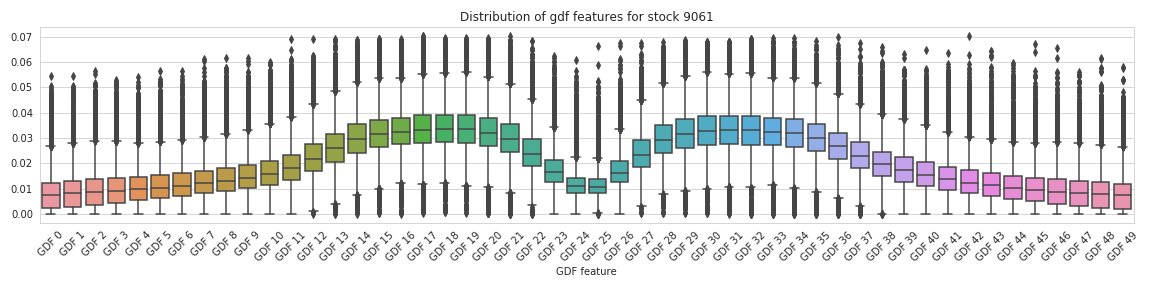 Distribution of gdf features for stock 9061
0.07
0.06
0.05
0.04
0.03
0.02
0.01
0.00
GDF 0 GDF 1 GDF 2 GDF 3 GDF 4 GDF 5 GDF 6 GDF 7 GDF 8 GDF 9 GDF 10 GDF 11 GDF 12 GDF 13 GDF 14 GDF 15 GDF 16 GDF 17 GDF 18 GDF 19 GDF 20 GDF 21 GDF 22 GDF 23 GDF 24 GDF 25 GDF 26 GDF 27 GDF 28 GDF 29 GDF 30 GDF 31 GDF 32 GDF 33 GDF 34 GDF 35 GDF 36 GDF 37 GDF 38 GDF 39 GDF 40 GDF 41 GDF 42 GDF 43 GDF 44 GDF 45 GDF 46 GDF 47 GDF 48 GDF 49
GDF feature